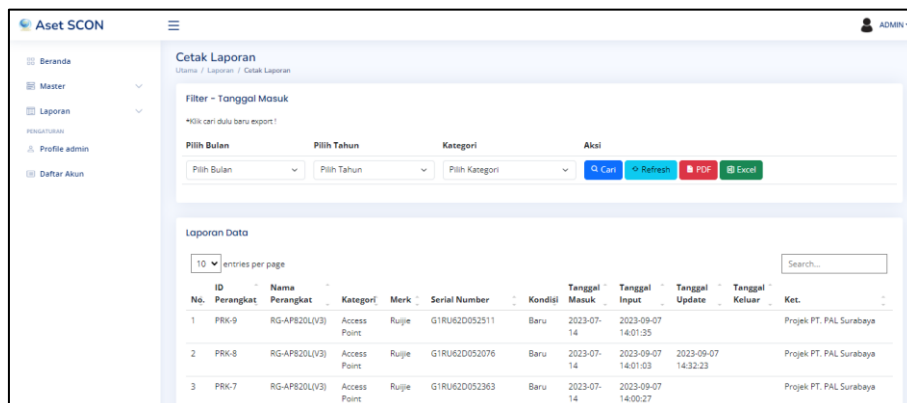 Aset SCON
ADMIN
Beranda
Master
Laporan
PENGATURAN
Profile admin
Daftar Akun
Cetak Laporan
Utama / Laporan / Cetak Laporan
Filter - Tanggal Masuk
*Klik cari dulu baru export !
Pilih Bulan Pilih Tahun Kategori Aksi
Pilih Bulan Pilih Tahun Pilih Kategori Cari Refresh PDF Excel
Laporan Data
10 entries per page Search...
No. ID Perangkat Nama Perangkat Kategori Merk Serial Number Kondisi Tanggal Masuk Tanggal Input Tanggal Update Tanggal Keluar Ket.
1 PRK-9 RG-AP820L(V3) Access Point Ruijie G1RU62D052511 Baru 2023-07-14 2023-09-07 14:01:35 Projek PT. PAL Surabaya
2 PRK-8 RG-AP820L(V3) Access Point Ruijie G1RU62D052076 Baru 2023-07-14 2023-09-07 14:01:03 2023-09-07 14:32:23 Projek PT. PAL Surabaya
3 PRK-7 RG-AP820L(V3) Access Point Ruijie G1RU62D052363 Baru 2023-07-14 2023-09-07 14:00:27 Projek PT. PAL Surabaya